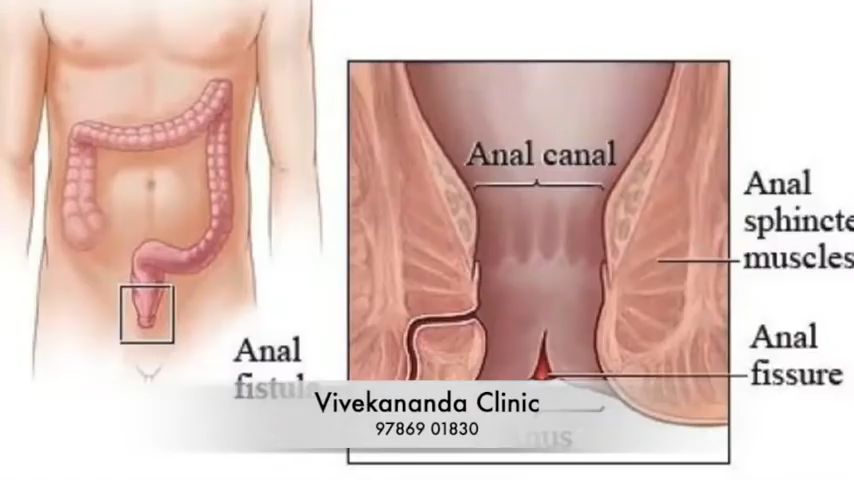 Anal canal
Anal
sphincte
muscles
Anal
fissure
Anal
fistula
Vivekananda Clinic
97869 01830